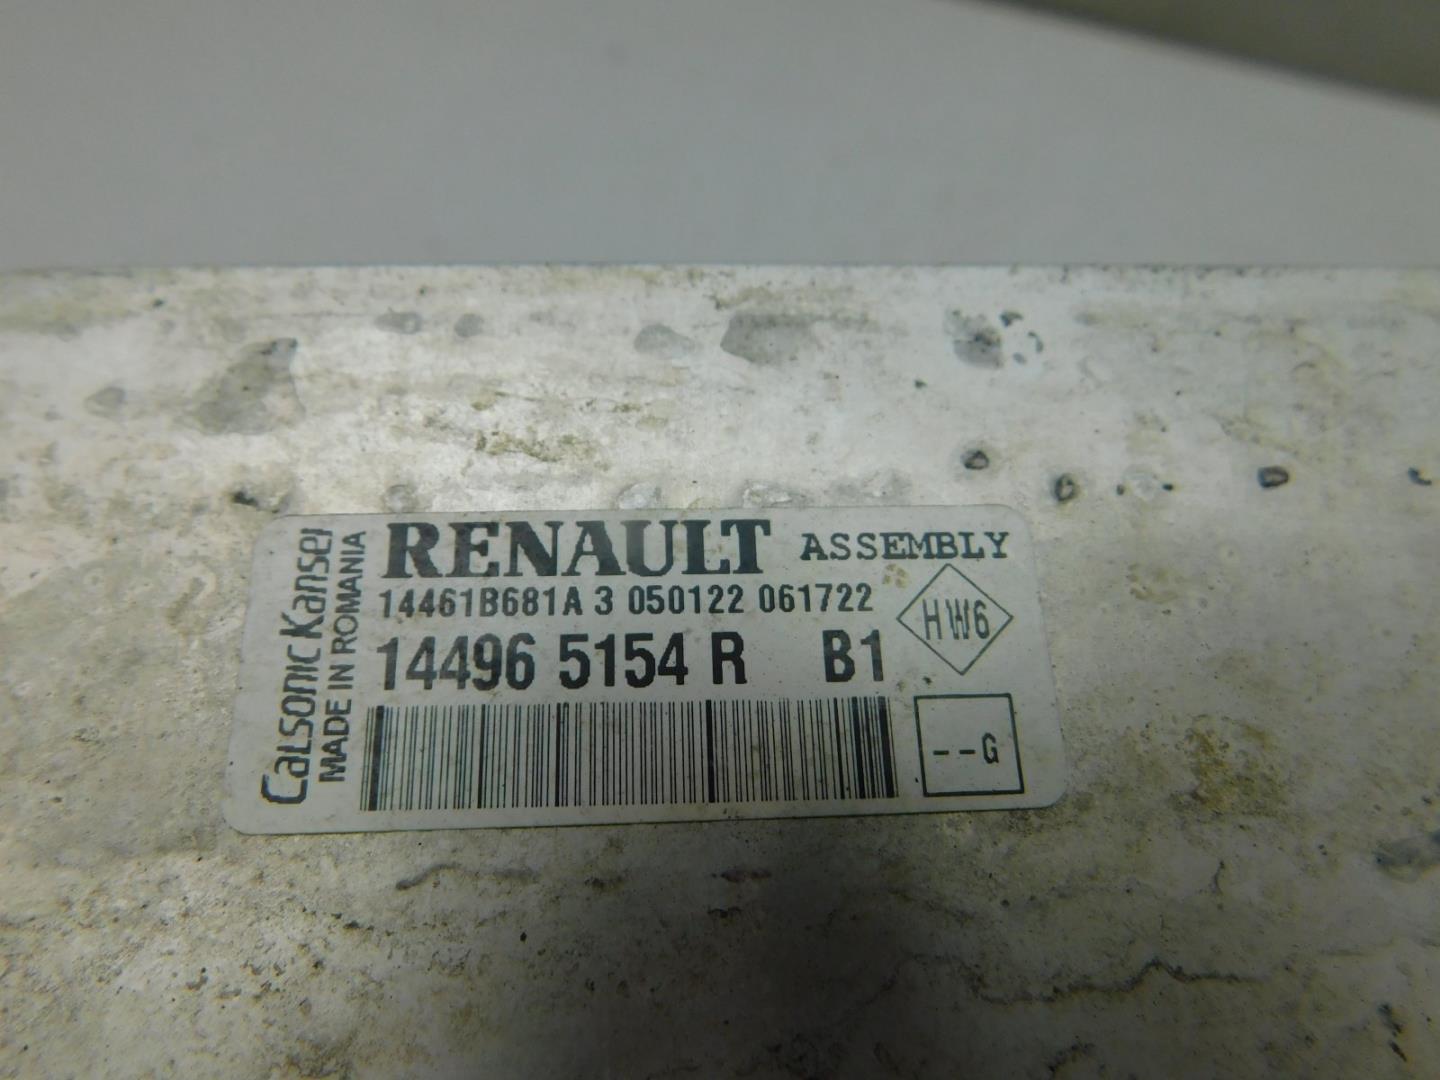 Calsonic Kansei
MADE IN ROMANIA
RENAULT ASSEMBLY
14461B681A 3 050122 061722
HW6
14496 5154 R B1
--G